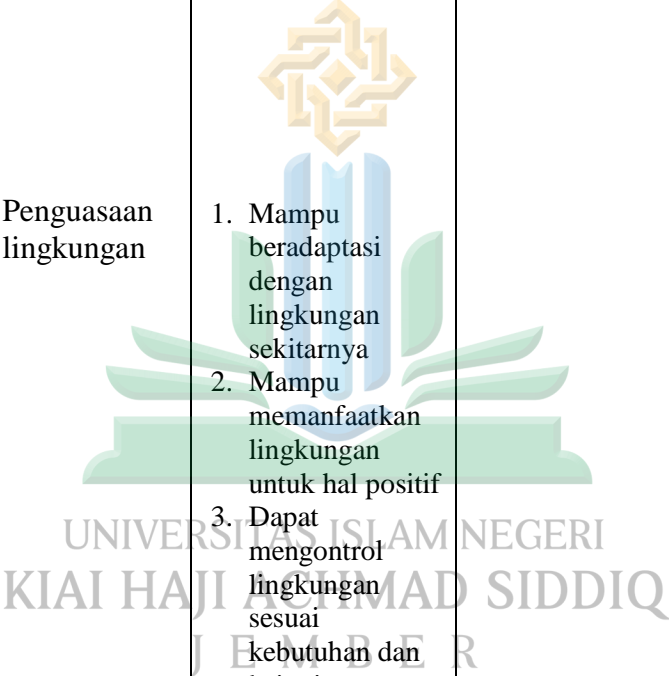 Penguasaan
lingkungan
1. Mampu
beradaptasi
dengan
lingkungan
sekitarnya
2. Mampu
memanfaatkan
lingkungan
untuk hal positif
3. Dapat
mengontrol
lingkungan
sesuai
kebutuhan dan
UNIVERSITAS ISLAM NEGERI
KIAI HAJI ACHMAD SIDDIQ
JEMBER